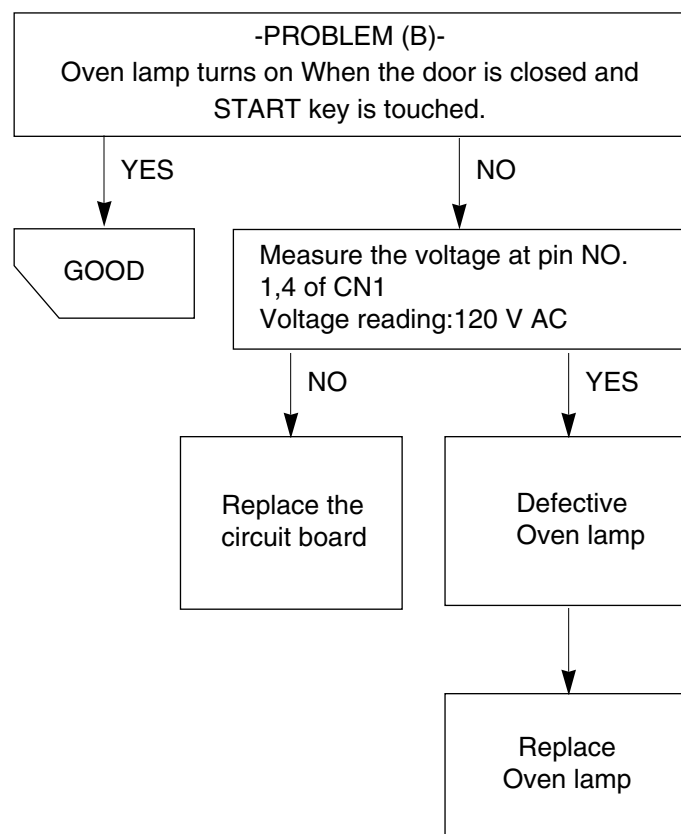 -PROBLEM (B)-
Oven lamp turns on When the door is closed and
START key is touched.
YES
NO
GOOD
Measure the voltage at pin NO.
1,4 of CN1
Voltage reading:120 V AC
NO
YES
Replace the
circuit board
Defective
Oven lamp
Replace
Oven lamp